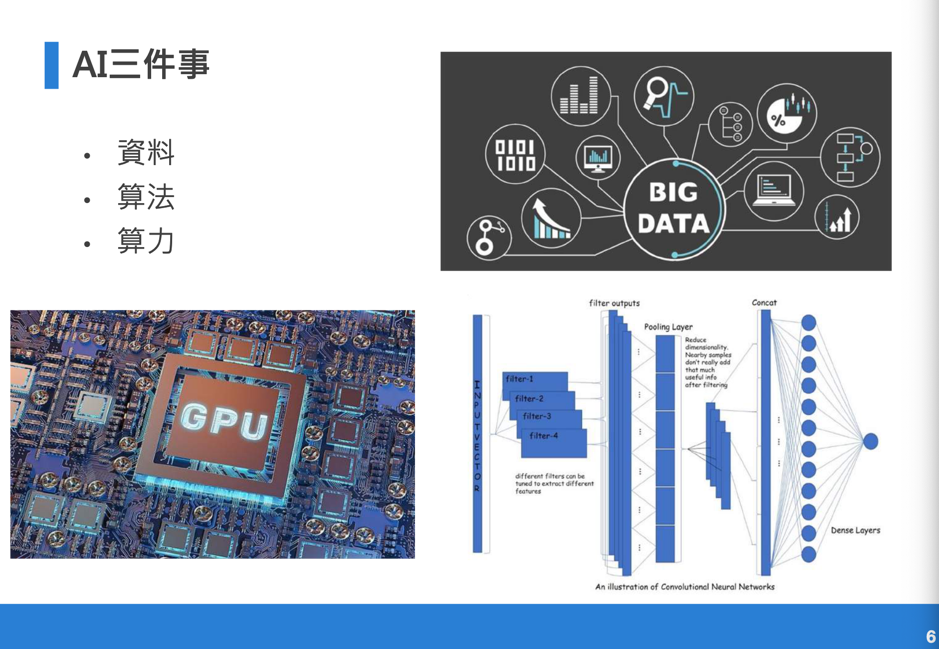 AI三件事
• 資料
• 算法
• 算力
0101
1010
%
BIG
DATA
GPU
filter outputs
Concat
Pooling Layer
Reduce
dimensionality.
Nearby samples
don't really add
that much
useful info
after filtering
INPUTVECTOR
filter-1
filter-2
filter-3
filter-4
different filters can be
tuned to extract different
features
Dense Layers
An illustration of Convolutional Neural Networks
6